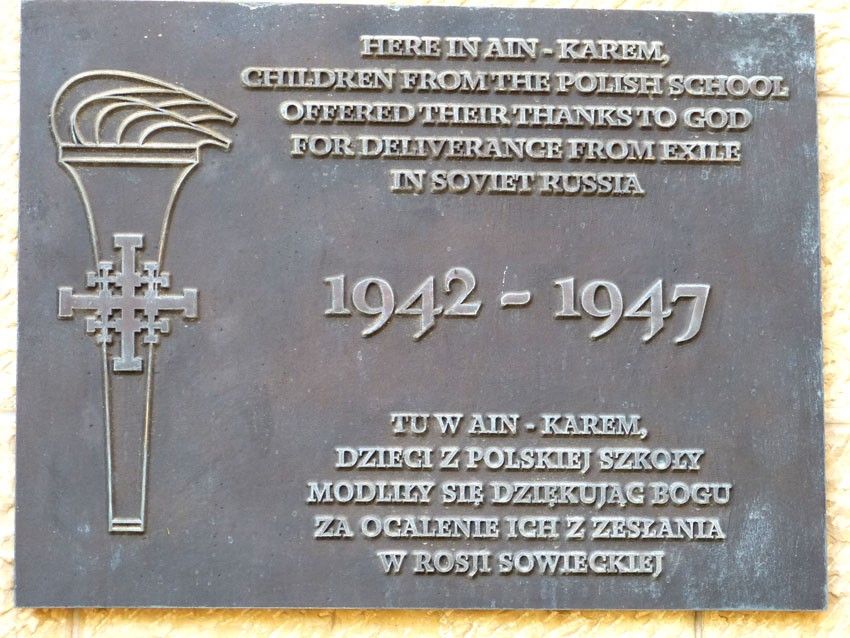 HERE IN AIN - KAREM,
CHILDREN FROM THE POLISH SCHOOL
OFFERED THEIR THANKS TO GOD
FOR DELIVERANCE FROM EXILE
IN SOVIET RUSSIA
1942 - 1947
TU W AIN - KAREM,
DZIECI Z POLSKIEJ SZKOŁY
MODLIŁY SIĘ DZIĘKUJĄC BOGU
ZA OCALENIE ICH Z ZESŁANIA
W ROSJI SOWIECKIEJ